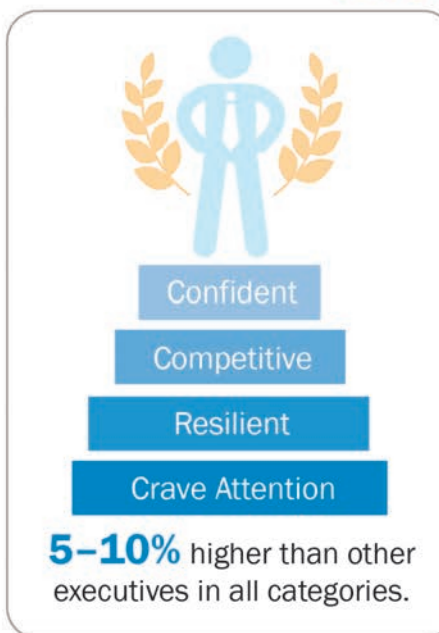 Confident
Competitive
Resilient
Crave Attention
5–10% higher than other
executives in all categories.